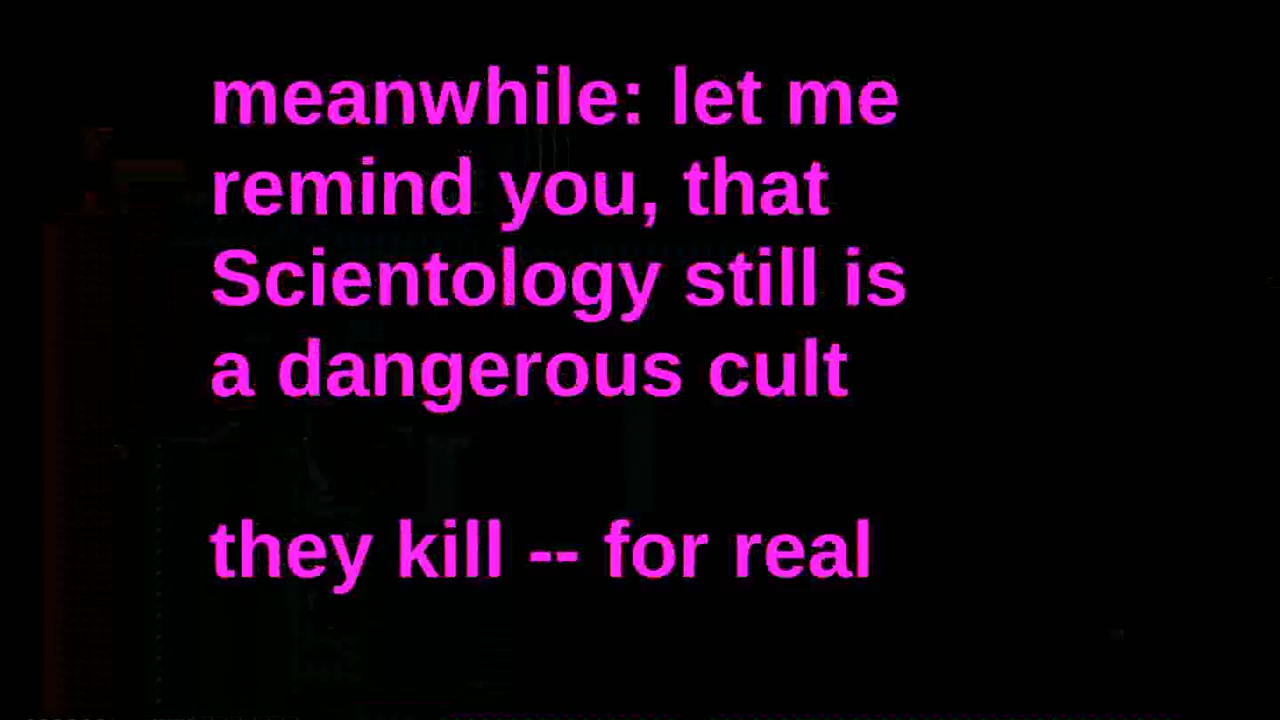 meanwhile: let me
remind you, that
Scientology still is
a dangerous cult
they kill -- for real